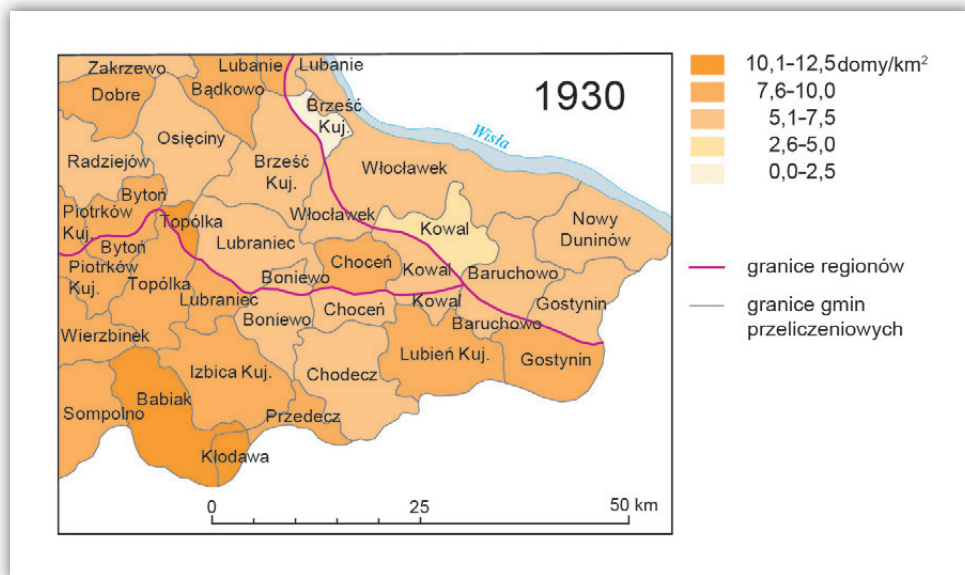 Zakrzewo
Lubanie
Lubanie
Dobre
Bądkowo
1930
Brześć
Kuj.
Osięciny
Wisła
Radziejów
Brześć
Kuj.
Włocławek
Bytoń
Piotrków
Kuj.
Topólka
Włocławek
Kowal
Nowy
Duninów
Bytoń
Lubraniec
Choceń
Piotrków
Kuj.
Topólka
Boniewo
Kowal
Baruchowo
Lubraniec
Choceń
Kowal
Gostynin
Boniewo
Baruchowo
Wierzbinek
Lubień Kuj.
Gostynin
Izbica Kuj.
Chodecz
Babiak
Sompolno
Przedecz
Kłodawa
0 25 50 km
10,1–12,5 domy/km²
7,6–10,0
5,1–7,5
2,6–5,0
0,0–2,5
granice regionów
granice gmin
przeliczeniowych